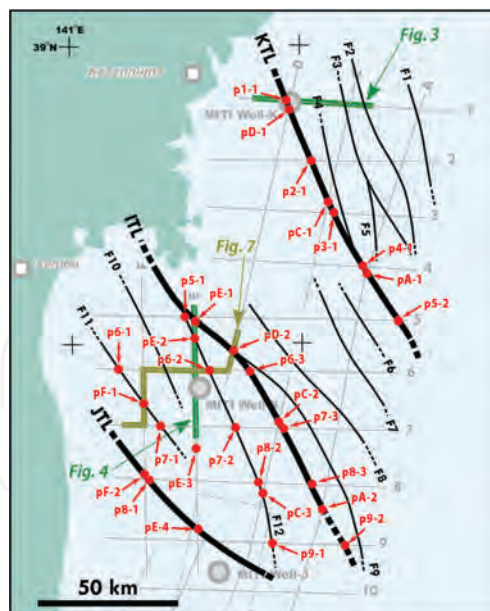 141°E
39°N
KTL
Fig. 3
F2
F3
F1
Kesennuma
p1-1
F4
MITI Well-K
1
pD-1
2
p2-1
pC-1
3
p3-1
F5
p4-1
ITL
Fig. 7
4
pA-1
F10
p5-1
pE-1
p5-2
5
F11
pE-2
pD-2
p6-1
p6-2
p6-3
F6
6
pF-1
MITI Well-
pC-2
F7
JTL
p7-3
7
p7-1
p7-2
p8-2
F8
pF-2
pE-3
p8-3
p8-1
Fig. 4
pC-3
pA-2
8
pE-4
F12
p9-2
9
p9-1
F9
MITI Well-J
50 km
10